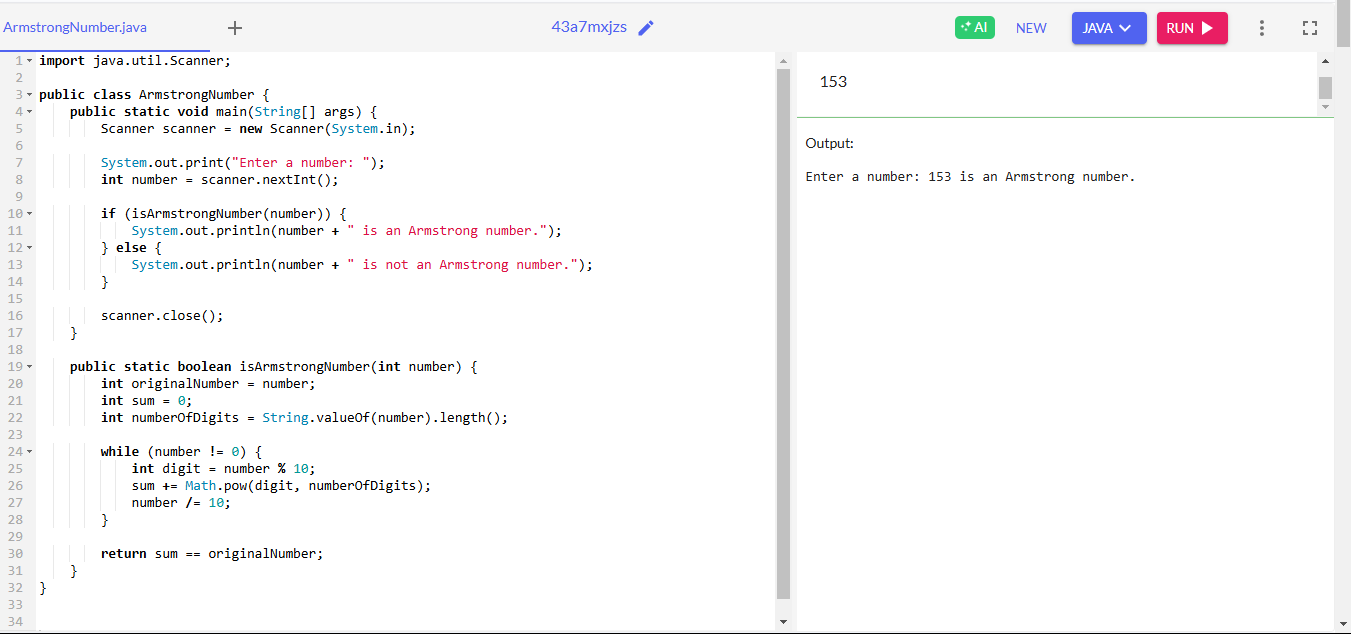 ArmstrongNumber.java + 43a7mxjzs AI NEW JAVA RUN
1 import java.util.Scanner;
2
3 public class ArmstrongNumber {
4     public static void main(String[] args) {
5         Scanner scanner = new Scanner(System.in);
6
7         System.out.print("Enter a number: ");
8         int number = scanner.nextInt();
9
10         if (isArmstrongNumber(number)) {
11             System.out.println(number + " is an Armstrong number.");
12         } else {
13             System.out.println(number + " is not an Armstrong number.");
14         }
15
16         scanner.close();
17     }
18
19     public static boolean isArmstrongNumber(int number) {
20         int originalNumber = number;
21         int sum = 0;
22         int numberOfDigits = String.valueOf(number).length();
23
24         while (number != 0) {
25             int digit = number % 10;
26             sum += Math.pow(digit, numberOfDigits);
27             number /= 10;
28         }
29
30         return sum == originalNumber;
31     }
32 }
33
34
153
Output:
Enter a number: 153 is an Armstrong number.